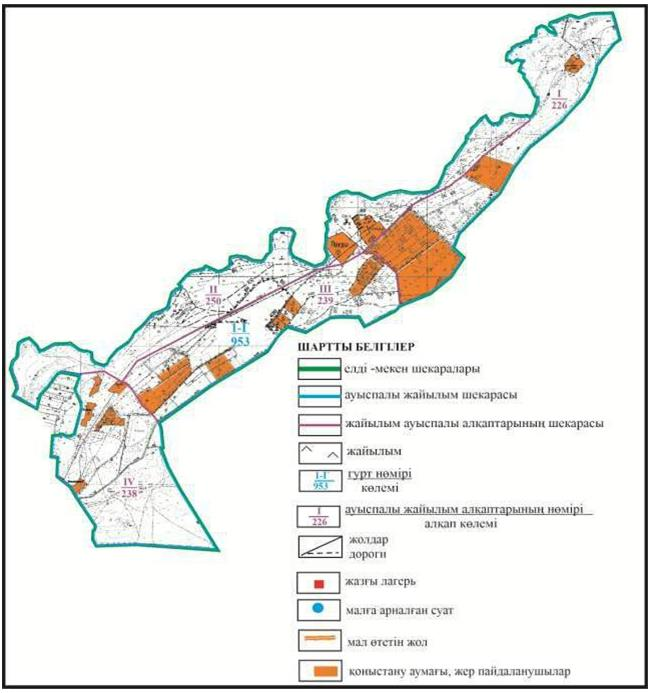 I
226
II
250
III
239
I-I
953
IV
238
ШАРТТЫ БЕЛГІЛЕР
елді -мекен шекаралары
ауыспалы жайылым шекарасы
жайылым ауыспалы алқаптарының шекарасы
жайылым
I-I
953
гурт нөмірі
көлемі
I
226
ауыспалы жайылым алқаптарының нөмірі
алқап көлемі
жолдар
дороги
жазғы лагерь
малға арналған суат
мал өтетін жол
қоныстану аумағы, жер пайдаланушылар